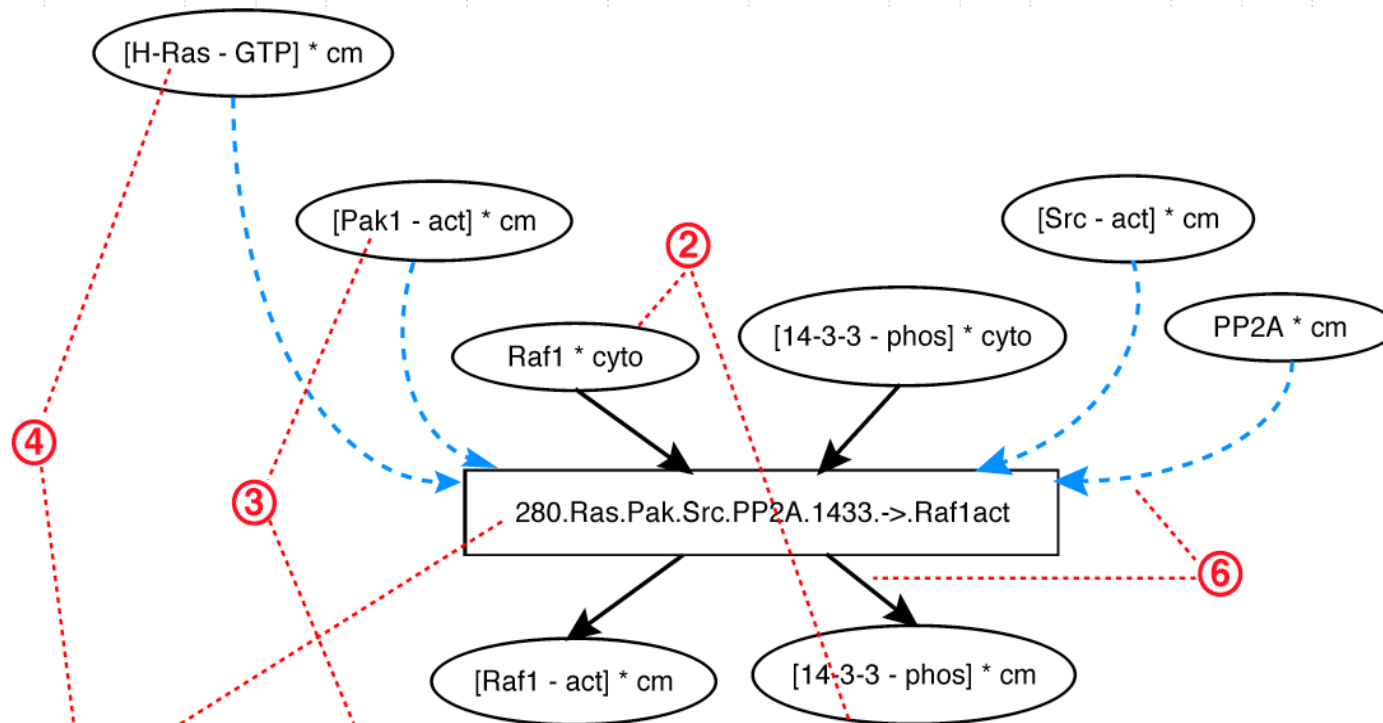 [H-Ras - GTP] * cm
[Pak1 - act] * cm
[Src - act] * cm
2
PP2A * cm
[14-3-3 - phos] * cyto
Raf1 * cyto
4
3
280.Ras.Pak.Src.PP2A.1433.->.Raf1act
6
[Raf1 - act] * cm
[14-3-3 - phos] * cm